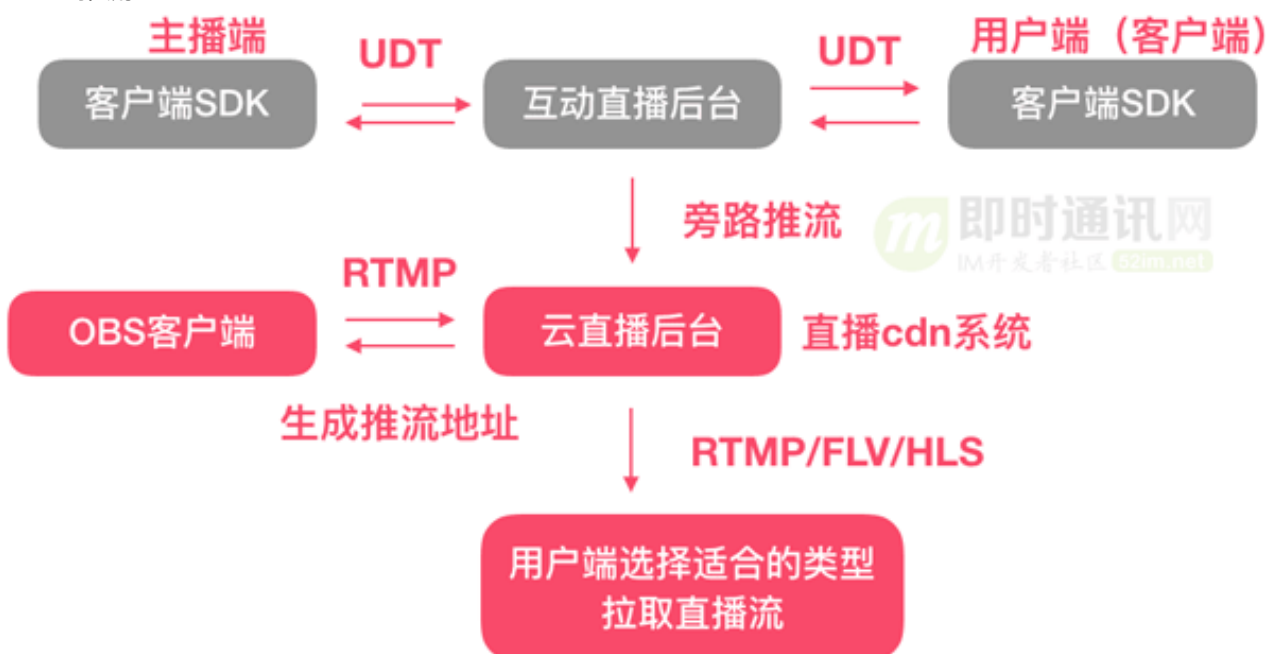 主播端
UDT
UDT
用户端（客户端）
客户端SDK
互动直播后台
客户端SDK
旁路推流
即时通讯网
IM开发者社区 52im.net
RTMP
OBS客户端
云直播后台
直播cdn系统
生成推流地址
RTMP/FLV/HLS
用户端选择适合的类型
拉取直播流